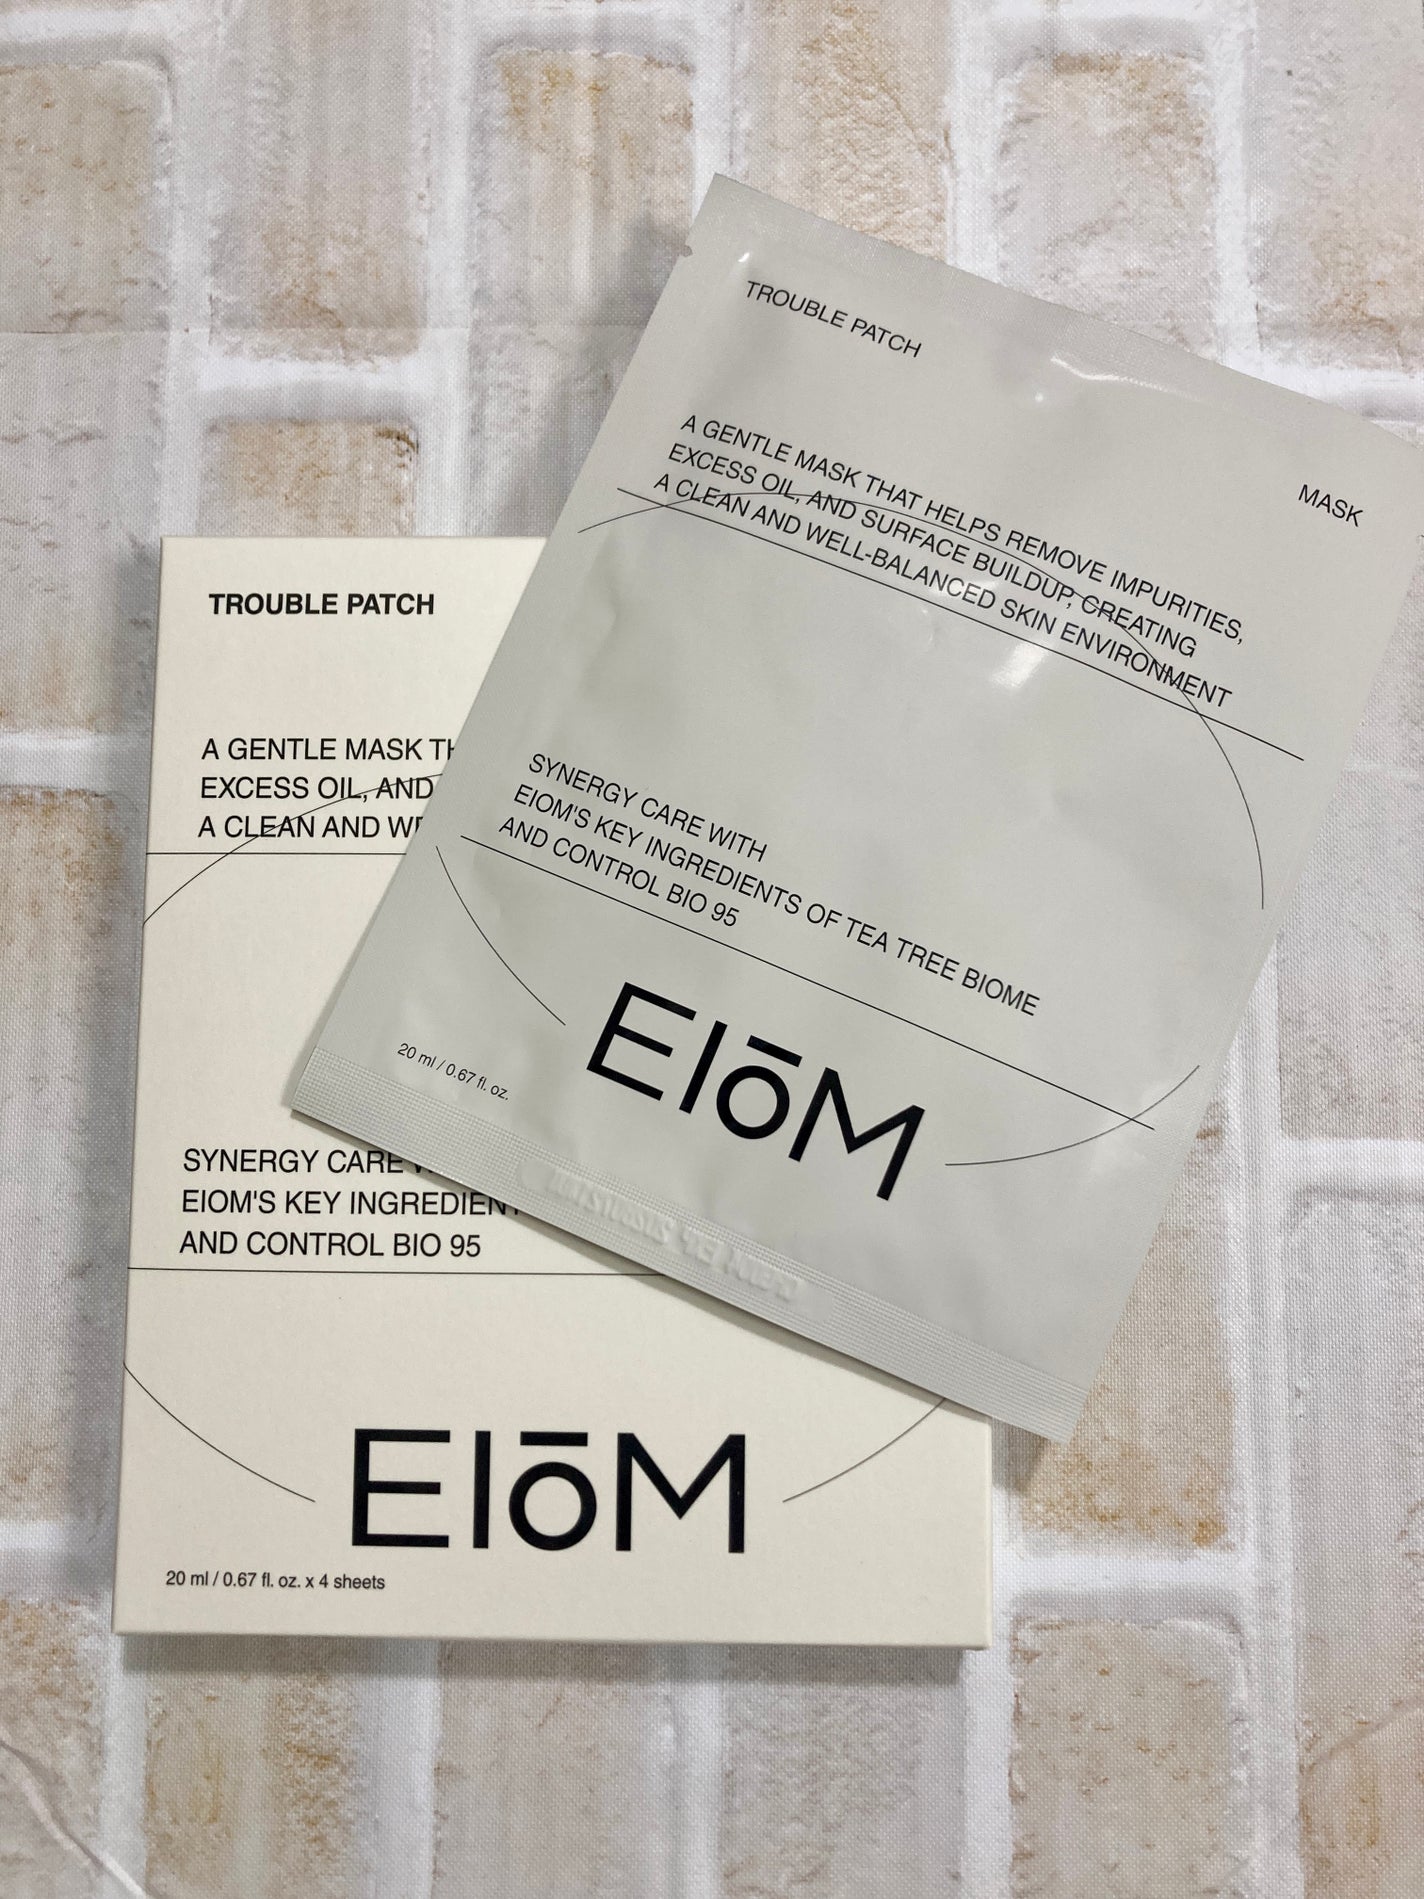 TROUBLE PATCH
MASK
A GENTLE MASK THAT HELPS REMOVE IMPURITIES,
EXCESS OIL, AND SURFACE BUILDUP, CREATING
A CLEAN AND WELL-BALANCED SKIN ENVIRONMENT
SYNERGY CARE WITH
EIOM'S KEY INGREDIENTS OF TEA TREE BIOME
AND CONTROL BIO 95
EIōM
20 ml / 0.67 fl. oz.
TROUBLE PATCH
A GENTLE MASK
EXCESS OIL, AND
A CLEAN AND
SYNERGY CARE
EIOM'S KEY
AND CONTROL BIO 95
EIōM
20 ml / 0.67 fl. oz. x 4 sheets